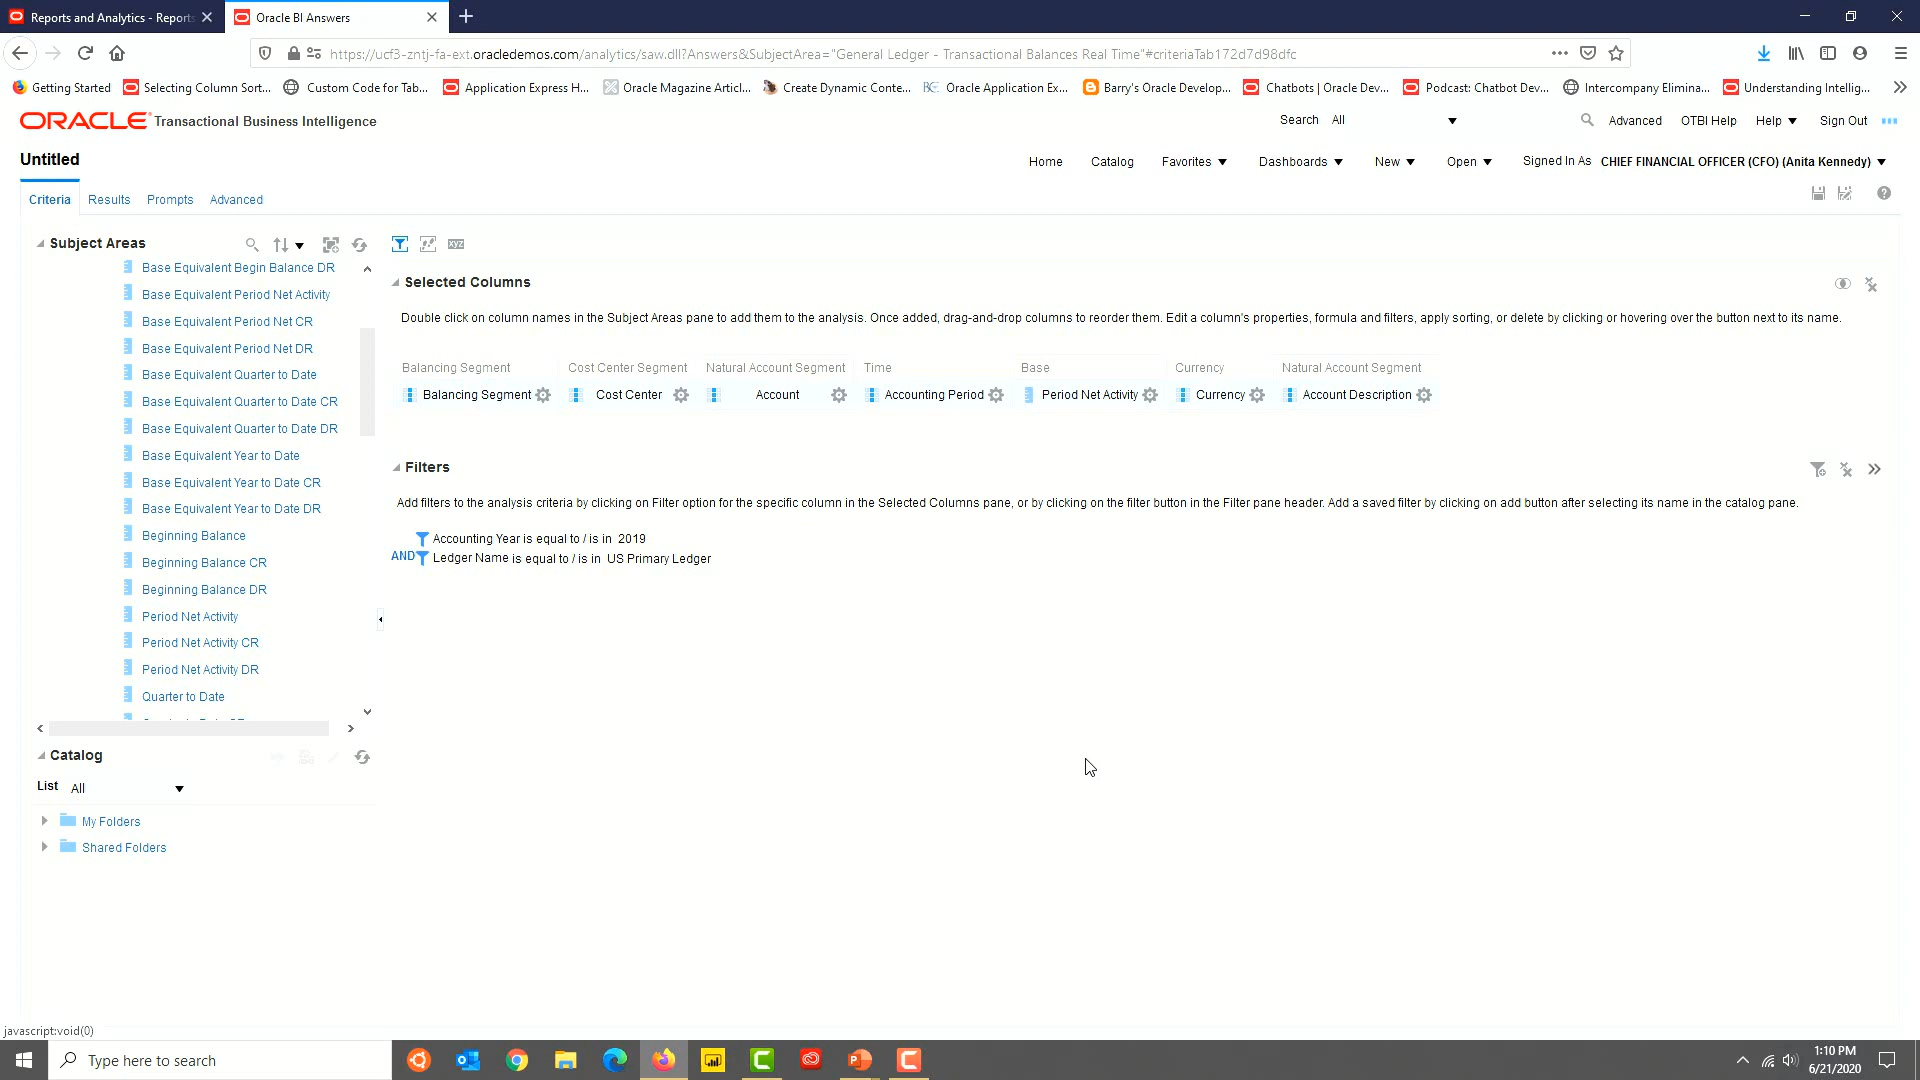 Reports and Analytics - Reports
Oracle BI Answers
https://ucf3-zntj-fa-ext.oracledemos.com/analytics/saw.dll?Answers&SubjectArea="General Ledger - Transactional Balances Real Time"#criteriaTab172d7d98dfc
Getting Started
Selecting Column Sort...
Custom Code for Tab...
Application Express H...
Oracle Magazine Articl...
Create Dynamic Conte...
Oracle Application Ex...
Barry's Oracle Develop...
Chatbots | Oracle Dev...
Podcast: Chatbot Dev...
Intercompany Elimina...
Understanding Intellig...
ORACLE Transactional Business Intelligence
Search All
Advanced
OTBI Help
Help
Sign Out
Untitled
Home
Catalog
Favorites
Dashboards
New
Open
Signed In As CHIEF FINANCIAL OFFICER (CFO) (Anita Kennedy)
Criteria
Results
Prompts
Advanced
Subject Areas
Base Equivalent Begin Balance DR
Base Equivalent Period Net Activity
Base Equivalent Period Net CR
Base Equivalent Period Net DR
Base Equivalent Quarter to Date
Base Equivalent Quarter to Date CR
Base Equivalent Quarter to Date DR
Base Equivalent Year to Date
Base Equivalent Year to Date CR
Base Equivalent Year to Date DR
Beginning Balance
Beginning Balance CR
Beginning Balance DR
Period Net Activity
Period Net Activity CR
Period Net Activity DR
Quarter to Date
Catalog
List All
My Folders
Shared Folders
xyz
Selected Columns
Double click on column names in the Subject Areas pane to add them to the analysis. Once added, drag-and-drop columns to reorder them. Edit a column's properties, formula and filters, apply sorting, or delete by clicking or hovering over the button next to its name.
Balancing Segment
Cost Center Segment
Natural Account Segment
Time
Base
Currency
Natural Account Segment
Balancing Segment
Cost Center
Account
Accounting Period
Period Net Activity
Currency
Account Description
Filters
Add filters to the analysis criteria by clicking on Filter option for the specific column in the Selected Columns pane, or by clicking on the filter button in the Filter pane header. Add a saved filter by clicking on add button after selecting its name in the catalog pane.
Accounting Year is equal to / is in 2019
AND Ledger Name is equal to / is in US Primary Ledger
javascript:void(0)
Type here to search
1:10 PM
6/21/2020